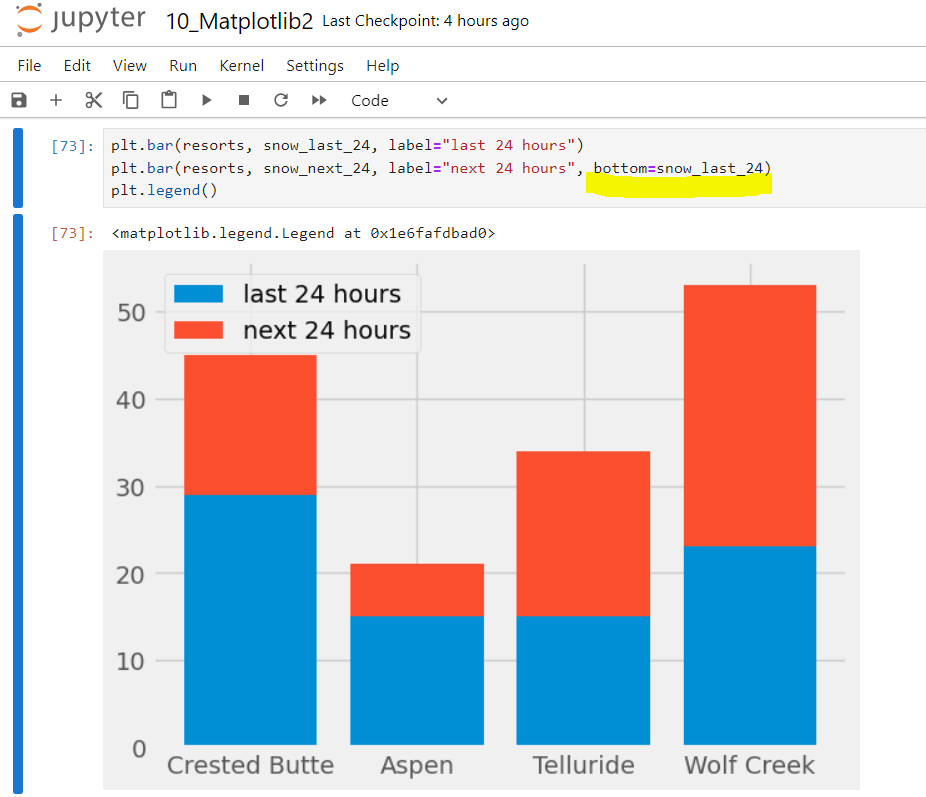 jupyter 10_Matplotlib2 Last Checkpoint: 4 hours ago
File Edit View Run Kernel Settings Help
Code
[73]: plt.bar(resorts, snow_last_24, label="last 24 hours")
plt.bar(resorts, snow_next_24, label="next 24 hours", bottom=snow_last_24)
plt.legend()
[73]: <matplotlib.legend.Legend at 0x1e6fafdbad0>
last 24 hours
next 24 hours
50
40
30
20
10
0
Crested Butte Aspen Telluride Wolf Creek